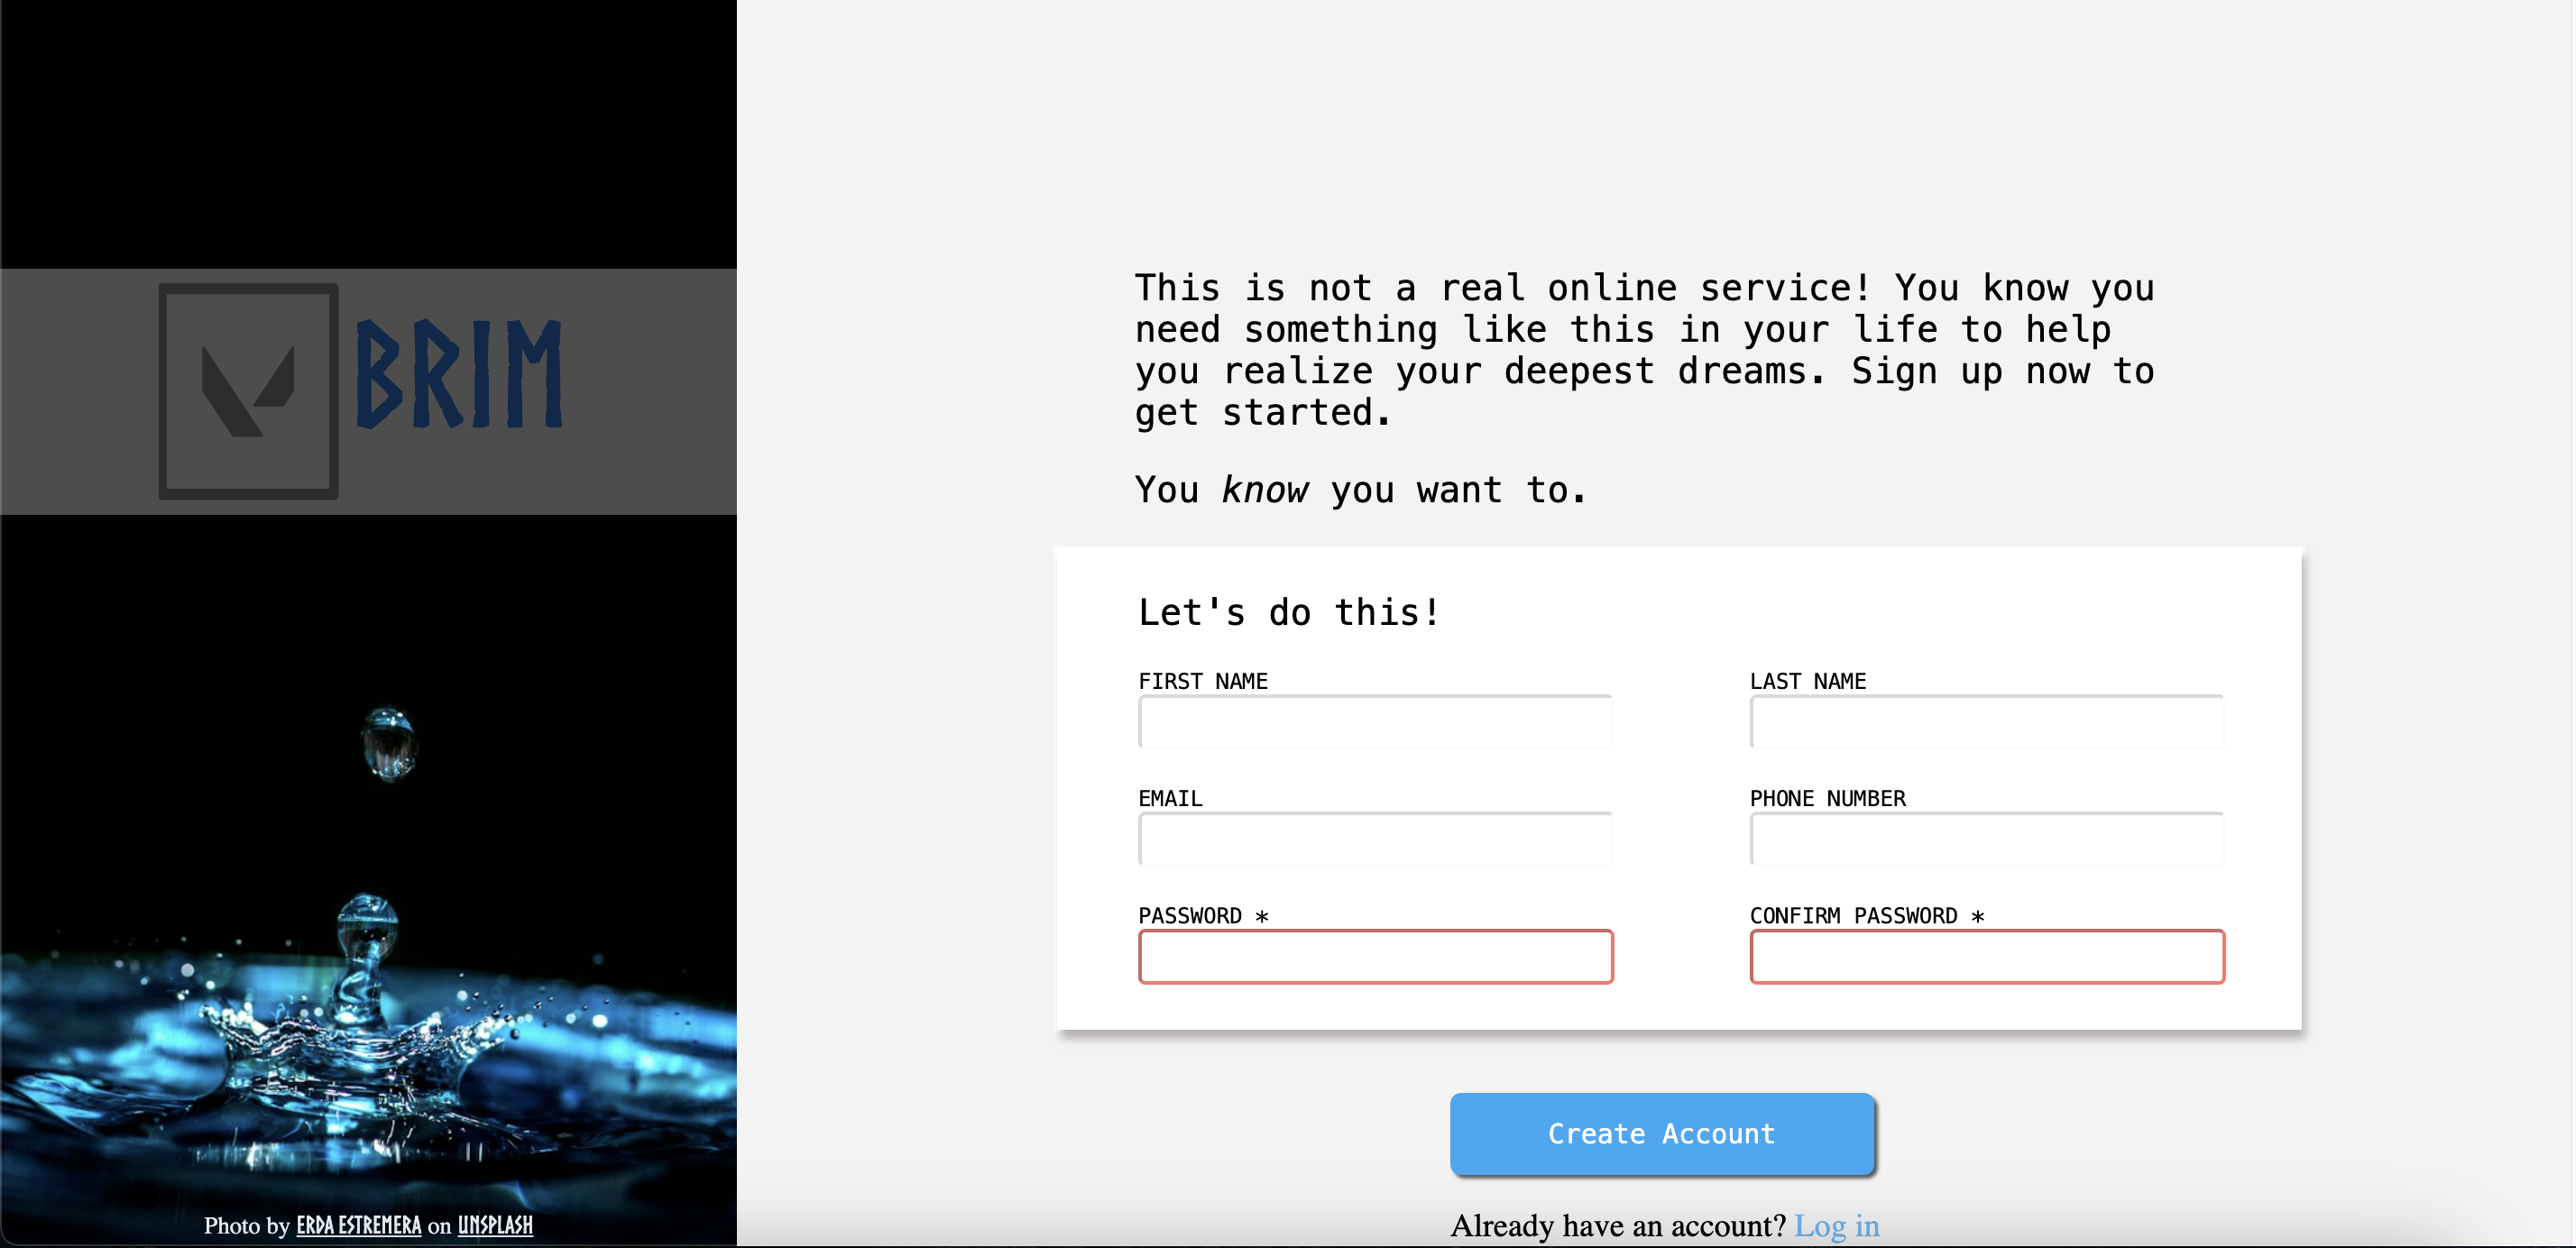 BRIM
Photo by ERDA ESTREMERA on UNSPLASH
This is not a real online service! You know you
need something like this in your life to help
you realize your deepest dreams. Sign up now to
get started.
You know you want to.
Let's do this!
FIRST NAME
LAST NAME
EMAIL
PHONE NUMBER
PASSWORD *
CONFIRM PASSWORD *
Create Account
Already have an account? Log in